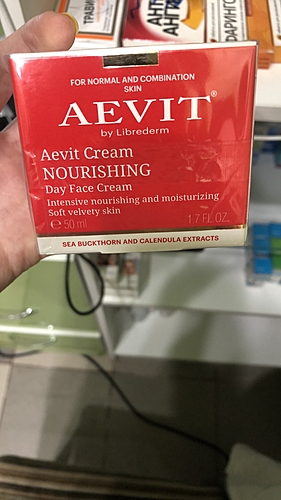 FOR NORMAL AND COMBINATION
SKIN
AEVIT®
by Librederm
Aevit Cream
NOURISHING
Day Face Cream
Intensive nourishing and moisturizing
Soft velvety skin
℮ 50 ml
1.7 FL. OZ.
SEA BUCKTHORN AND CALENDULA EXTRACTS